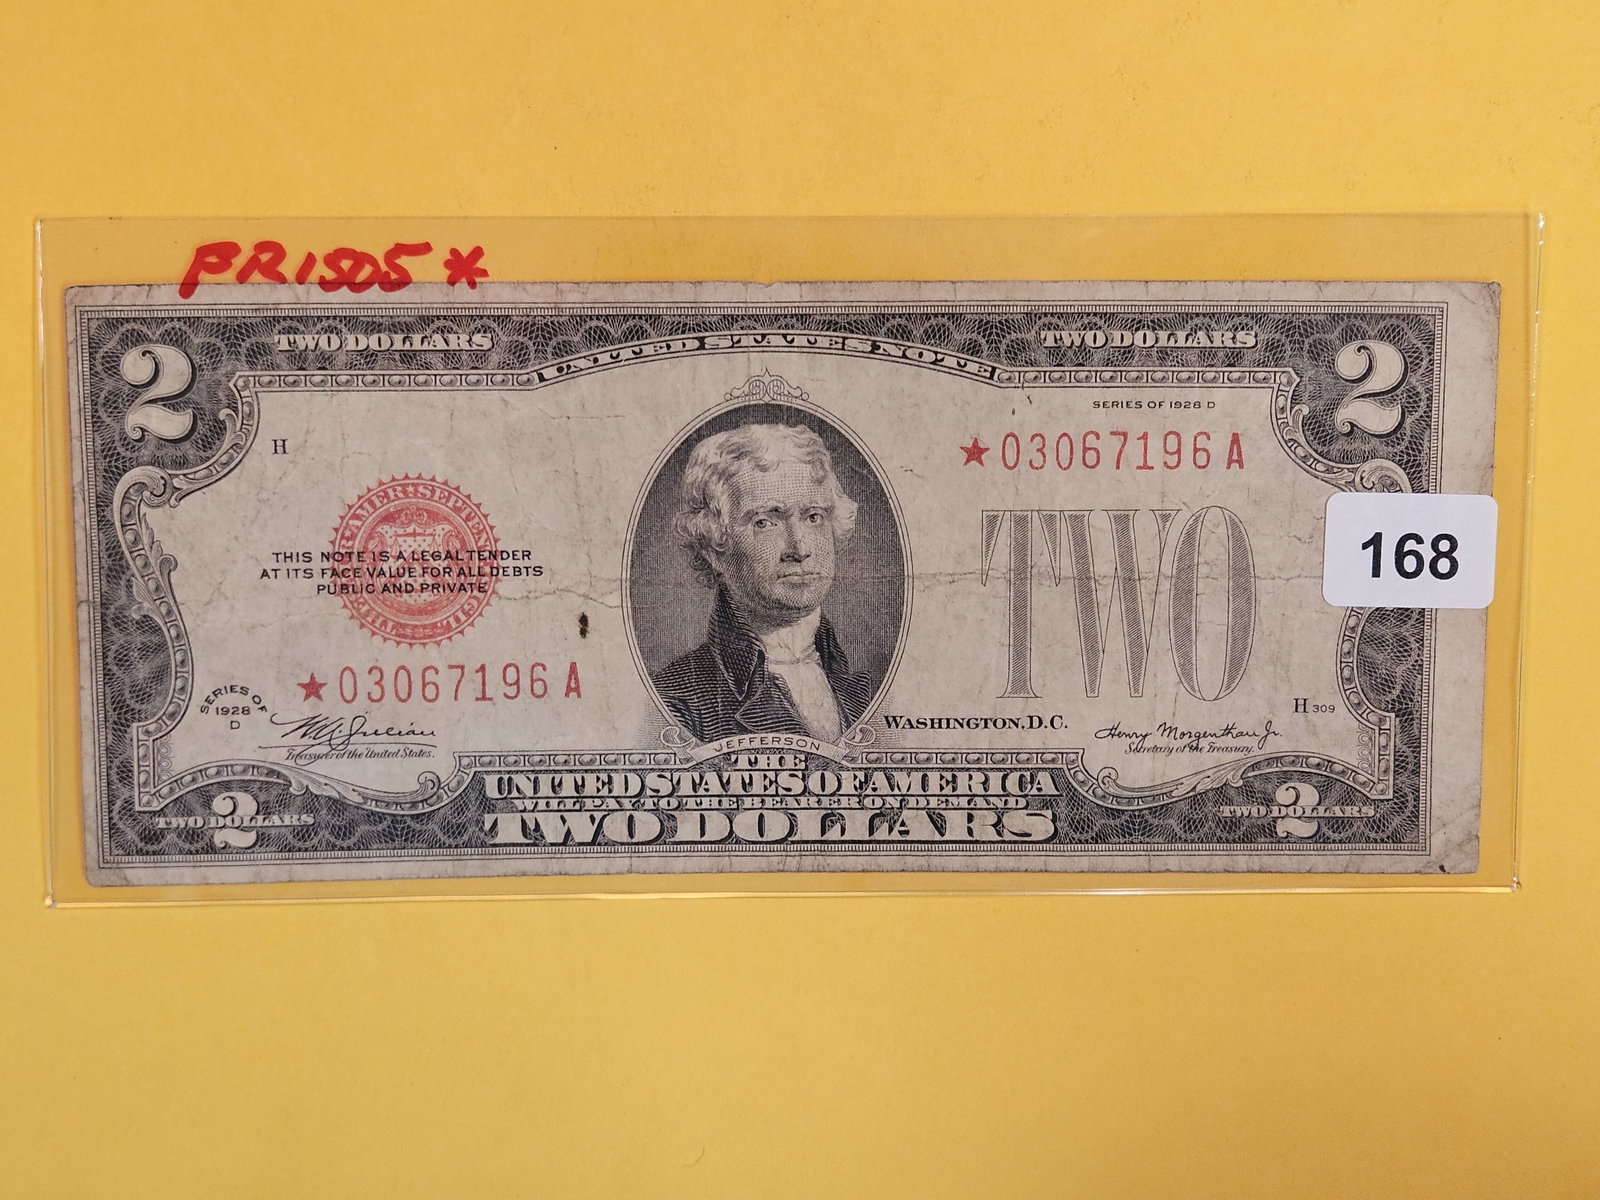 FR1505 *
TWO DOLLARS
UNITED STATES NOTE
TWO DOLLARS
2
2
SERIES OF 1928 D
H
★03067196A
THIS NOTE IS A LEGAL TENDER
AT ITS FACE VALUE FOR ALL DEBTS
PUBLIC AND PRIVATE
TWO
168
★03067196A
SERIES OF
1928
D
W.A. Julian
Treasurer of the United States.
WASHINGTON, D.C.
H 309
Henry Morgenthau Jr.
Secretary of the Treasury.
JEFFERSON
THE
UNITED STATES OF AMERICA
WILL PAY TO THE BEARER ON DEMAND
TWO DOLLARS
2
TWO DOLLARS
2
TWO DOLLARS